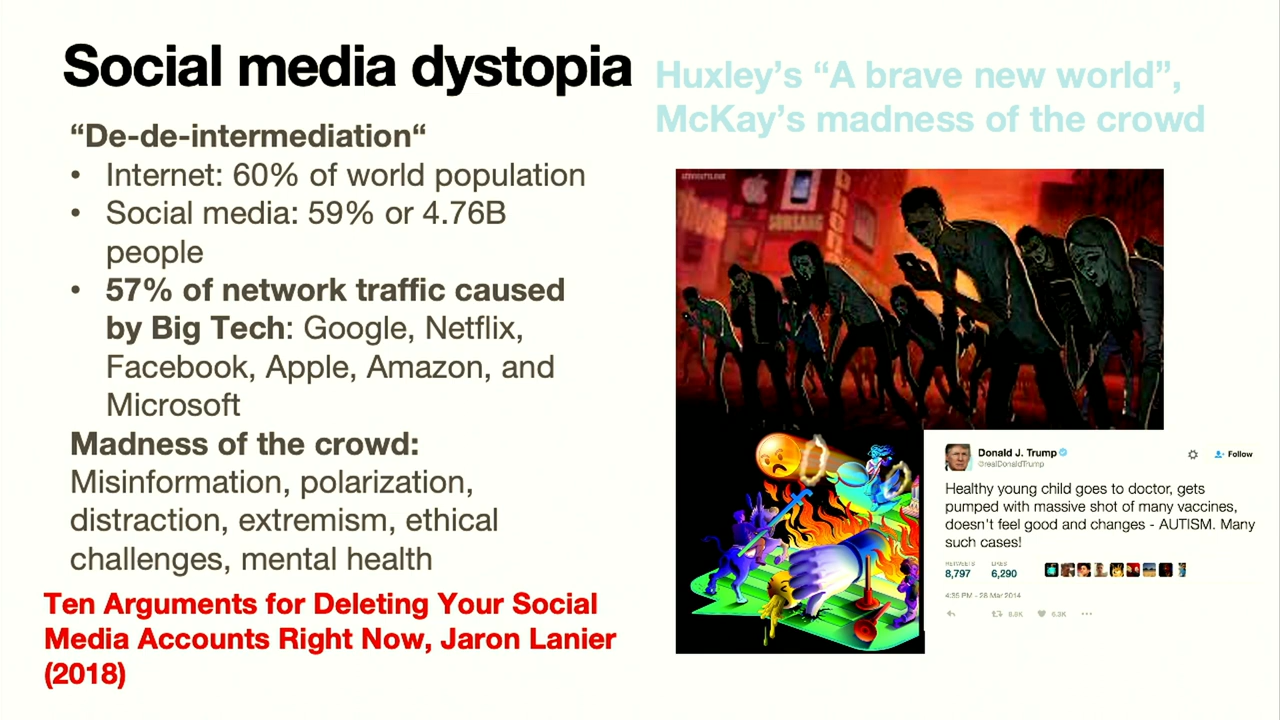 Social media dystopia
Huxley's “A brave new world”,
McKay's madness of the crowd
“De-de-intermediation“
• Internet: 60% of world population
• Social media: 59% or 4.76B
people
• 57% of network traffic caused
by Big Tech: Google, Netflix,
Facebook, Apple, Amazon, and
Microsoft
Madness of the crowd:
Misinformation, polarization,
distraction, extremism, ethical
challenges, mental health
Ten Arguments for Deleting Your Social
Media Accounts Right Now, Jaron Lanier
(2018)
Donald J. Trump
@realDonaldTrump
Follow
Healthy young child goes to doctor, gets
pumped with massive shot of many vaccines,
doesn't feel good and changes - AUTISM. Many
such cases!
RETWEETS LIKES
8,797 6,290
4:35 PM - 28 Mar 2014
8.8K 6.3K